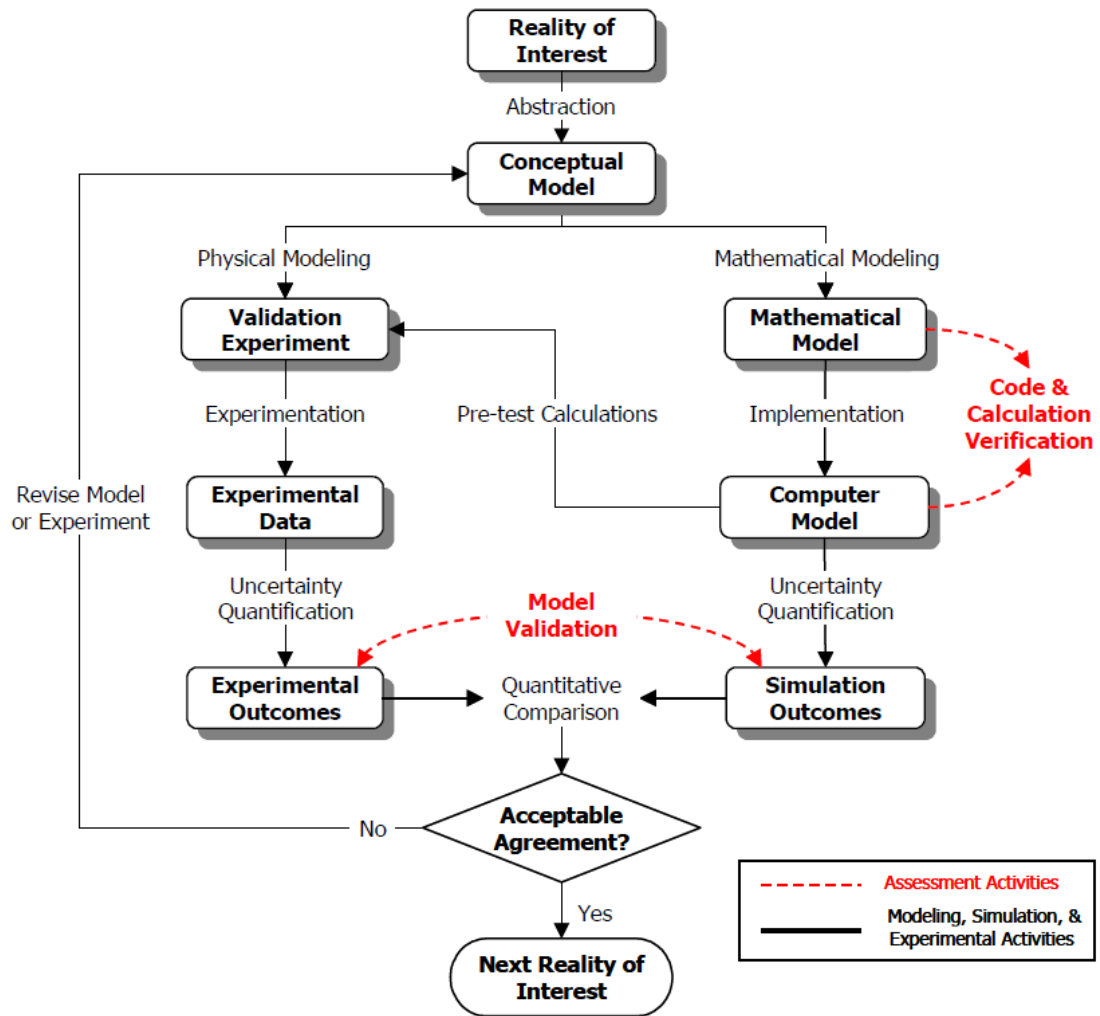 Reality of
Interest
Abstraction
Conceptual
Model
Physical Modeling
Mathematical Modeling
Validation
Experiment
Mathematical
Model
Code &
Calculation
Verification
Experimentation
Pre-test Calculations
Implementation
Revise Model
or Experiment
Experimental
Data
Computer
Model
Uncertainty
Quantification
Model
Validation
Uncertainty
Quantification
Experimental
Outcomes
Quantitative
Comparison
Simulation
Outcomes
No
Acceptable
Agreement?
Yes
Next Reality of
Interest
Assessment Activities
Modeling, Simulation, &
Experimental Activities